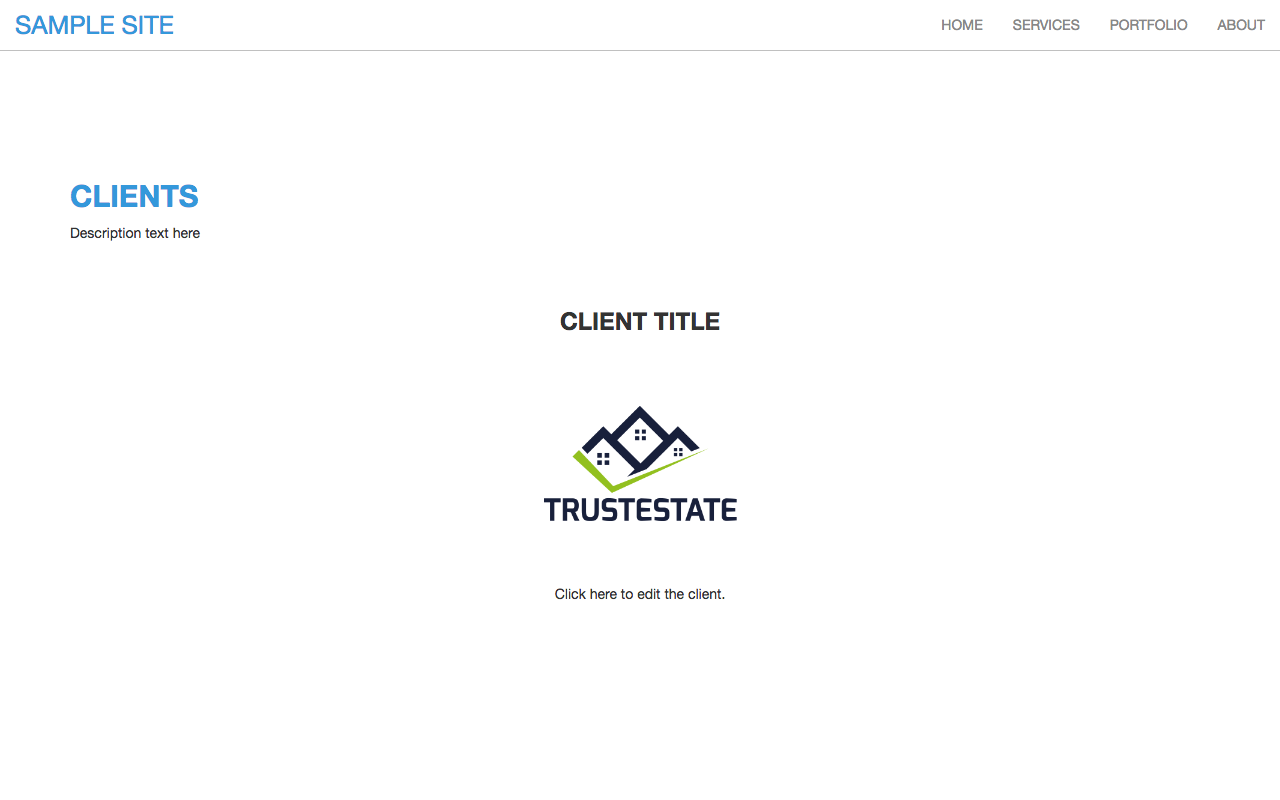 SAMPLE SITE
HOME SERVICES PORTFOLIO ABOUT
CLIENTS
Description text here
CLIENT TITLE
TRUSTESTATE
Click here to edit the client.